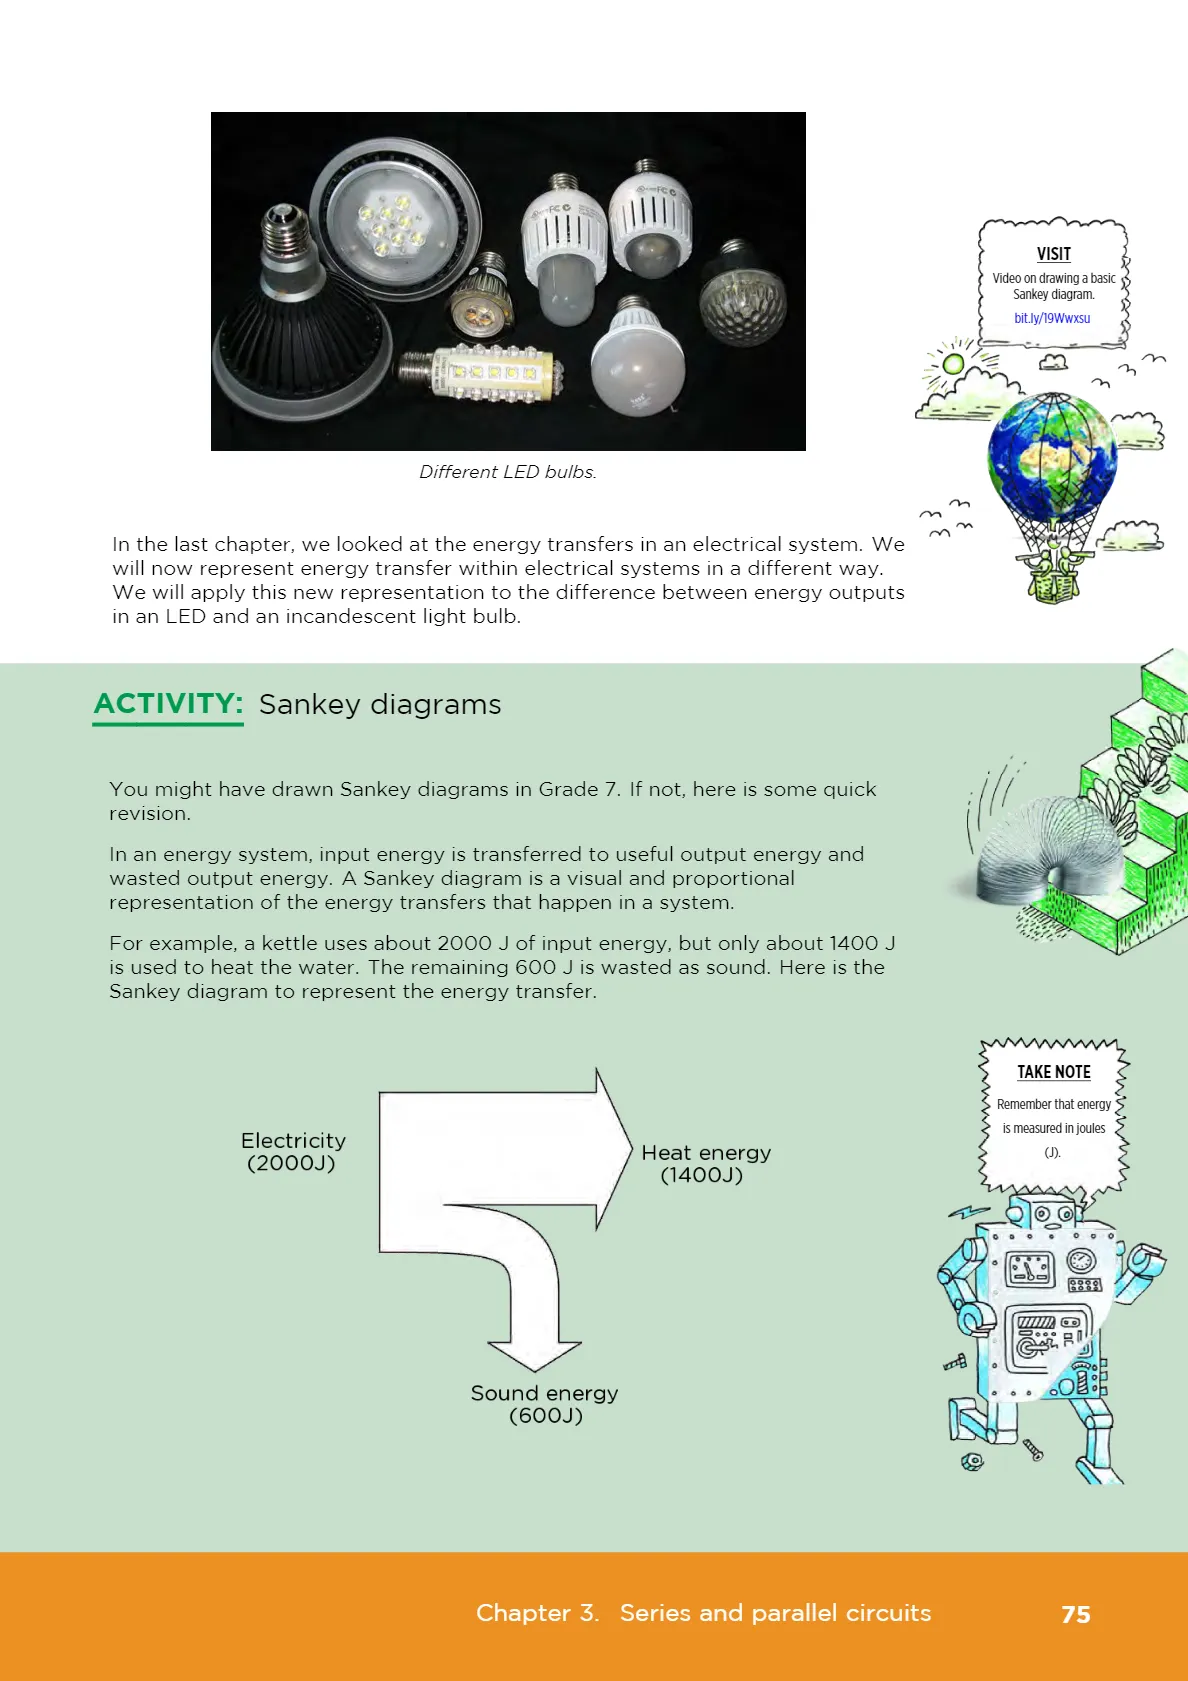 Different LED bulbs.
VISIT
Video on drawing a basic
Sankey diagram.
bit.ly/19Wwxsu
In the last chapter, we looked at the energy transfers in an electrical system. We
will now represent energy transfer within electrical systems in a different way.
We will apply this new representation to the difference between energy outputs
in an LED and an incandescent light bulb.
ACTIVITY: Sankey diagrams
You might have drawn Sankey diagrams in Grade 7. If not, here is some quick
revision.
In an energy system, input energy is transferred to useful output energy and
wasted output energy. A Sankey diagram is a visual and proportional
representation of the energy transfers that happen in a system.
For example, a kettle uses about 2000 J of input energy, but only about 1400 J
is used to heat the water. The remaining 600 J is wasted as sound. Here is the
Sankey diagram to represent the energy transfer.
TAKE NOTE
Remember that energy
is measured in joules
(J).
Electricity
(2000J)
Heat energy
(1400J)
Sound energy
(600J)
Chapter 3. Series and parallel circuits 75